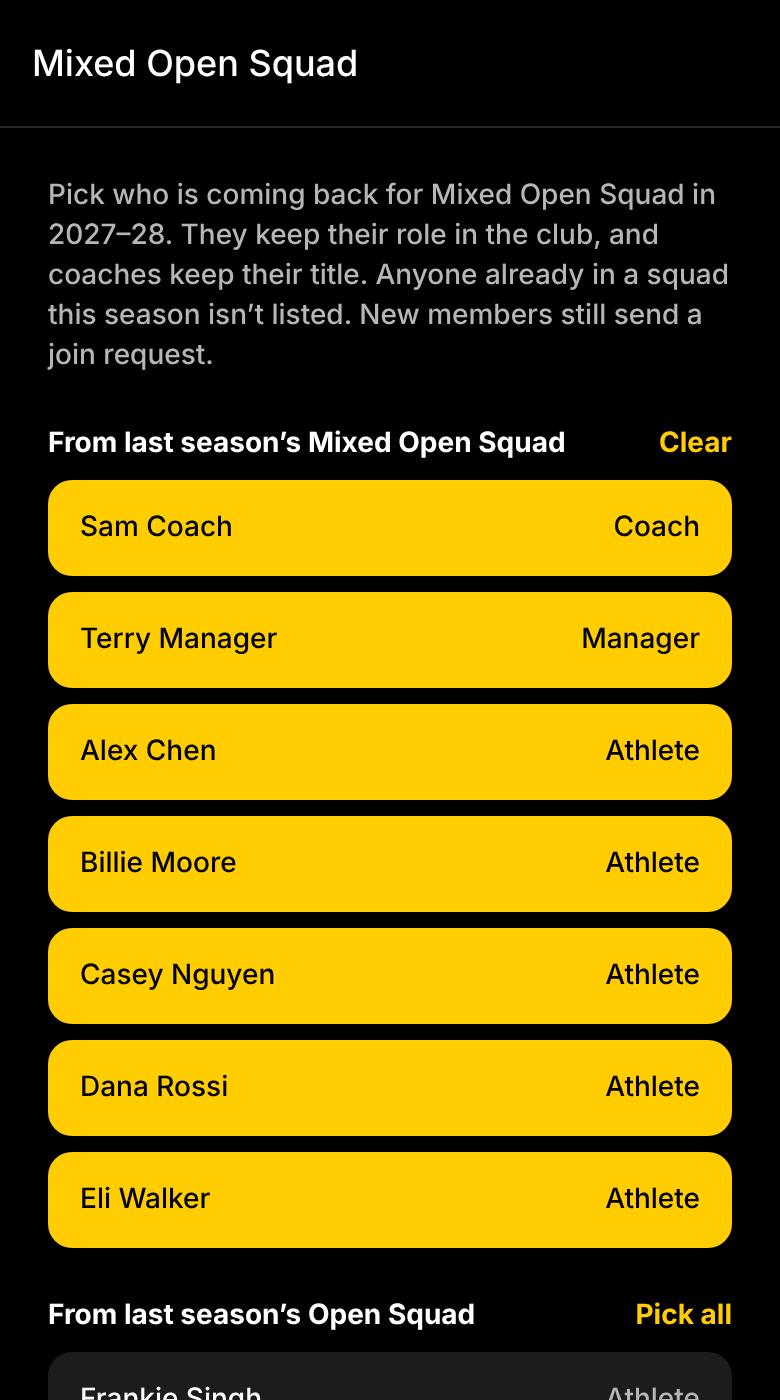 Mixed Open Squad
Pick who is coming back for Mixed Open Squad in
2027–28. They keep their role in the club, and
coaches keep their title. Anyone already in a squad
this season isn’t listed. New members still send a
join request.
From last season’s Mixed Open Squad Clear
Sam Coach Coach
Terry Manager Manager
Alex Chen Athlete
Billie Moore Athlete
Casey Nguyen Athlete
Dana Rossi Athlete
Eli Walker Athlete
From last season’s Open Squad Pick all
Frankie Singh Athlete